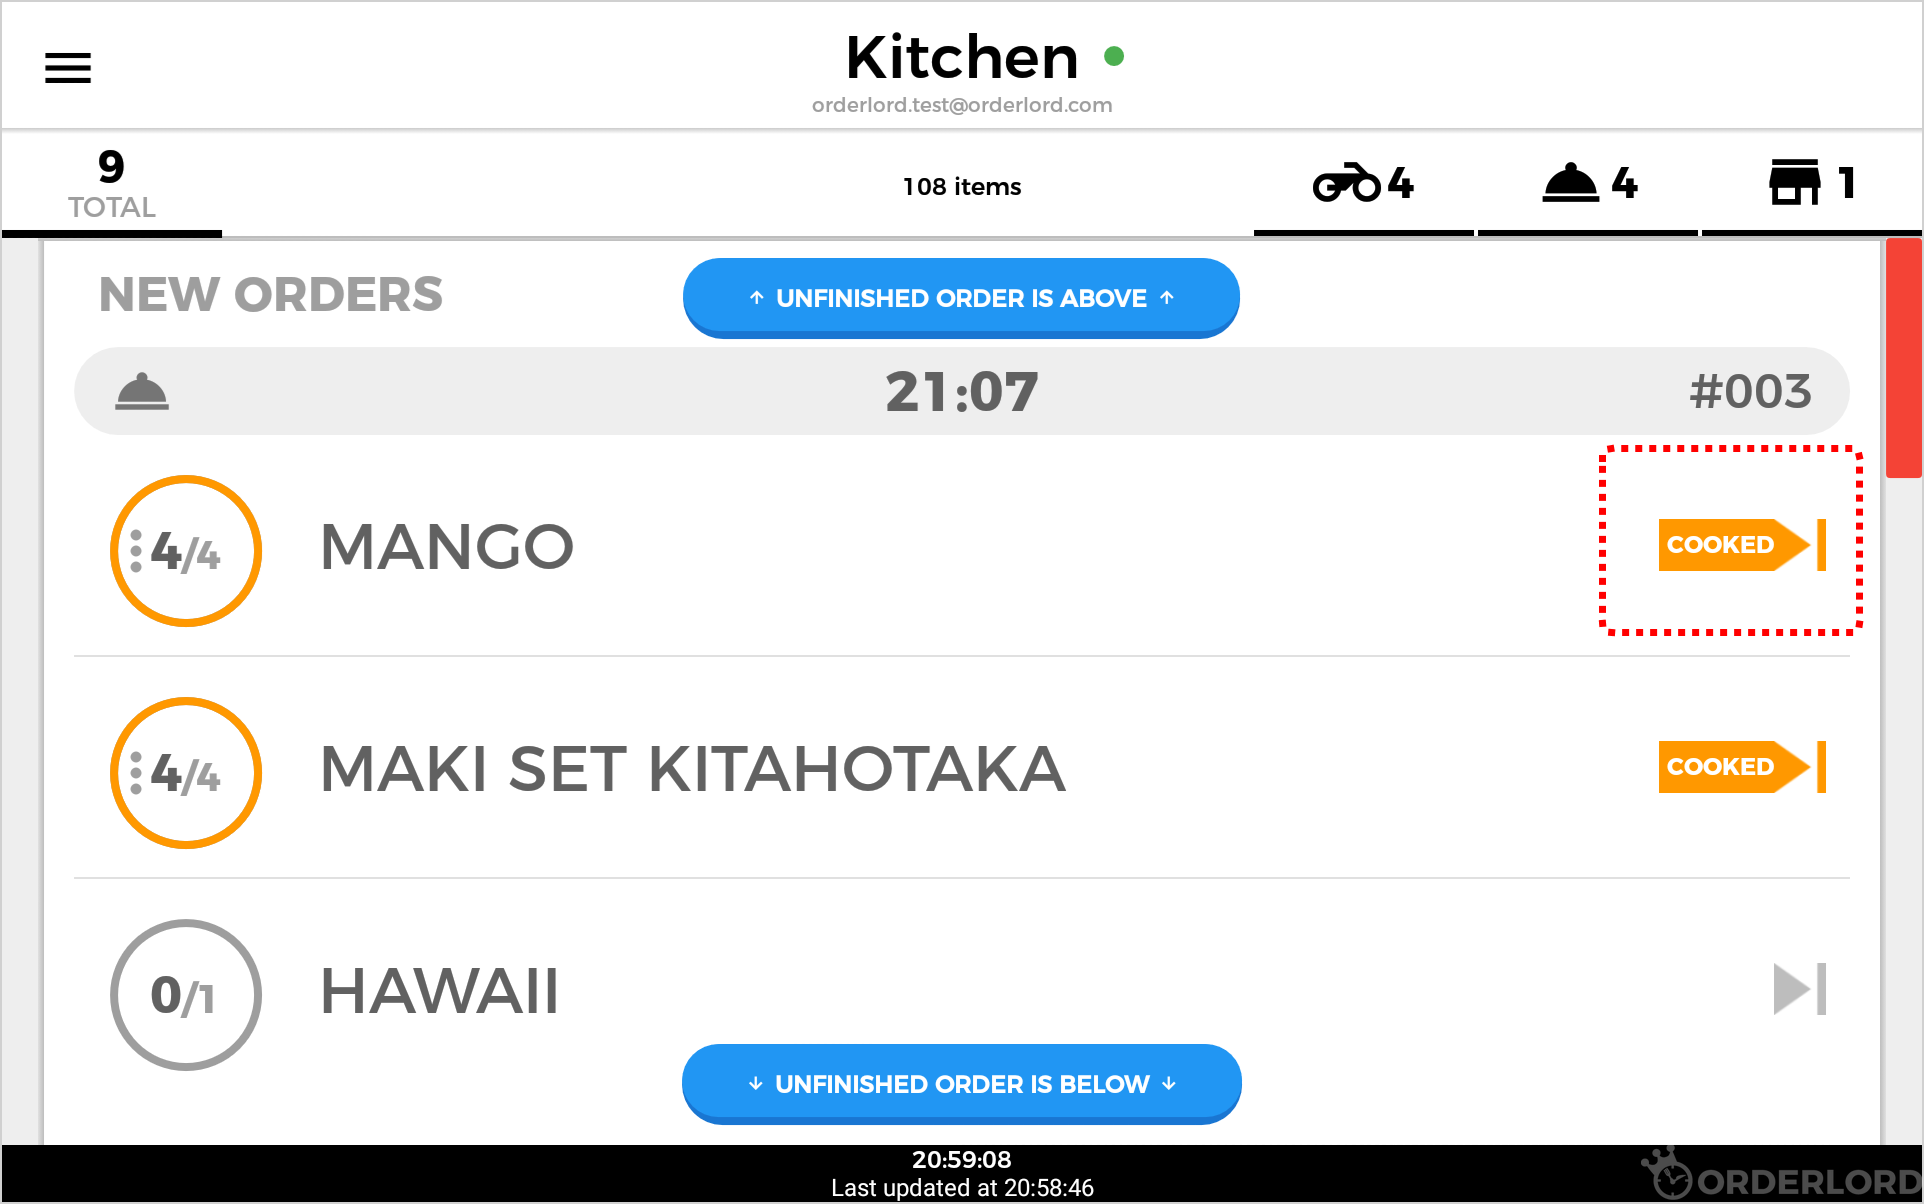 Kitchen
orderlord.test@orderlord.com
9
TOTAL
108 items
4
4
1
NEW ORDERS
↑ UNFINISHED ORDER IS ABOVE ↑
21:07
#003
4/4
MANGO
COOKED
4/4
MAKI SET KITAHOTAKA
COOKED
0/1
HAWAII
↓ UNFINISHED ORDER IS BELOW ↓
20:59:08
Last updated at 20:58:46
ORDERLORD